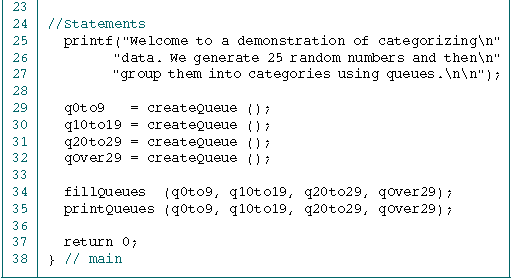 23
24 //Statements
25 printf("Welcome to a demonstration of categorizing\n"
26 "data. We generate 25 random numbers and then\n"
27 "group them into categories using queues.\n\n");
28
29 q0to9 = createQueue ();
30 q10to19 = createQueue ();
31 q20to29 = createQueue ();
32 qOver29 = createQueue ();
33
34 fillQueues (q0to9, q10to19, q20to29, qOver29);
35 printQueues (q0to9, q10to19, q20to29, qOver29);
36
37 return 0;
38 } // main